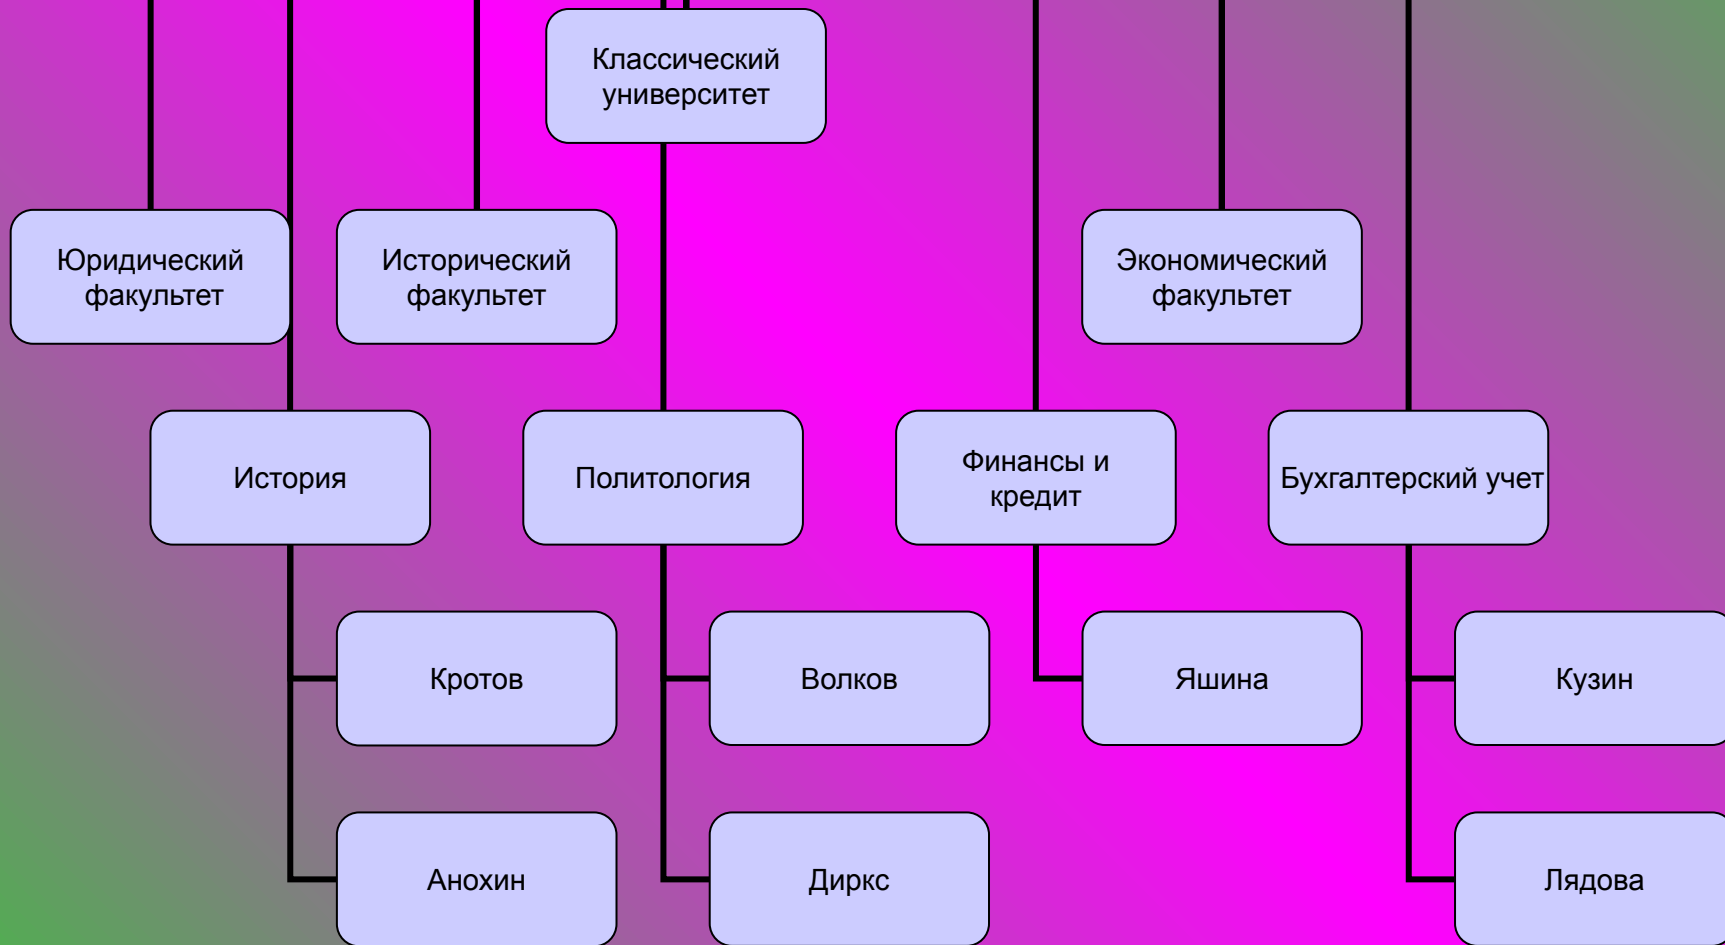 Классический
университет
Юридический
факультет
Исторический
факультет
Экономический
факультет
История
Политология
Финансы и
кредит
Бухгалтерский учет
Кротов
Волков
Яшина
Кузин
Анохин
Диркс
Лядова